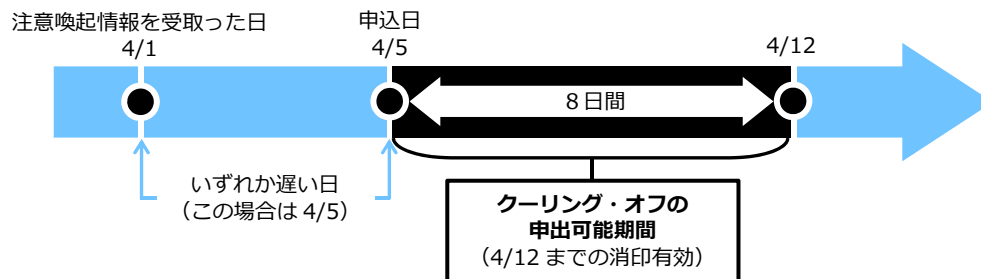 注意喚起情報を受取った日
4/1
申込日
4/5
4/12
8日間
いずれか遅い日
（この場合は 4/5）
クーリング・オフの
申出可能期間
（4/12 までの消印有効）